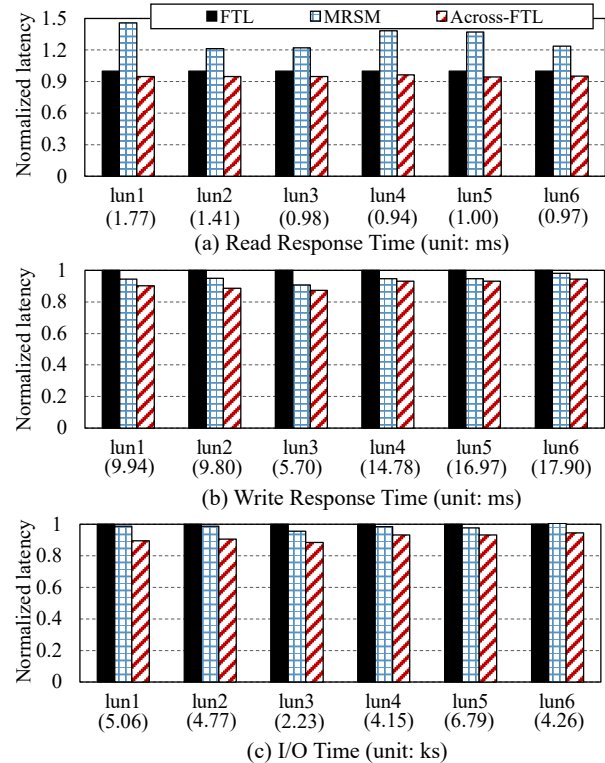 FTL MRSM Across-FTL
Normalized latency
1.5
1.2
0.9
0.6
0.3
0
lun1 lun2 lun3 lun4 lun5 lun6
(1.77) (1.41) (0.98) (0.94) (1.00) (0.97)
(a) Read Response Time (unit: ms)
Normalized latency
1
0.8
0.6
0.4
0.2
0
lun1 lun2 lun3 lun4 lun5 lun6
(9.94) (9.80) (5.70) (14.78) (16.97) (17.90)
(b) Write Response Time (unit: ms)
Normalized latency
1
0.8
0.6
0.4
0.2
0
lun1 lun2 lun3 lun4 lun5 lun6
(5.06) (4.77) (2.23) (4.15) (6.79) (4.26)
(c) I/O Time (unit: ks)